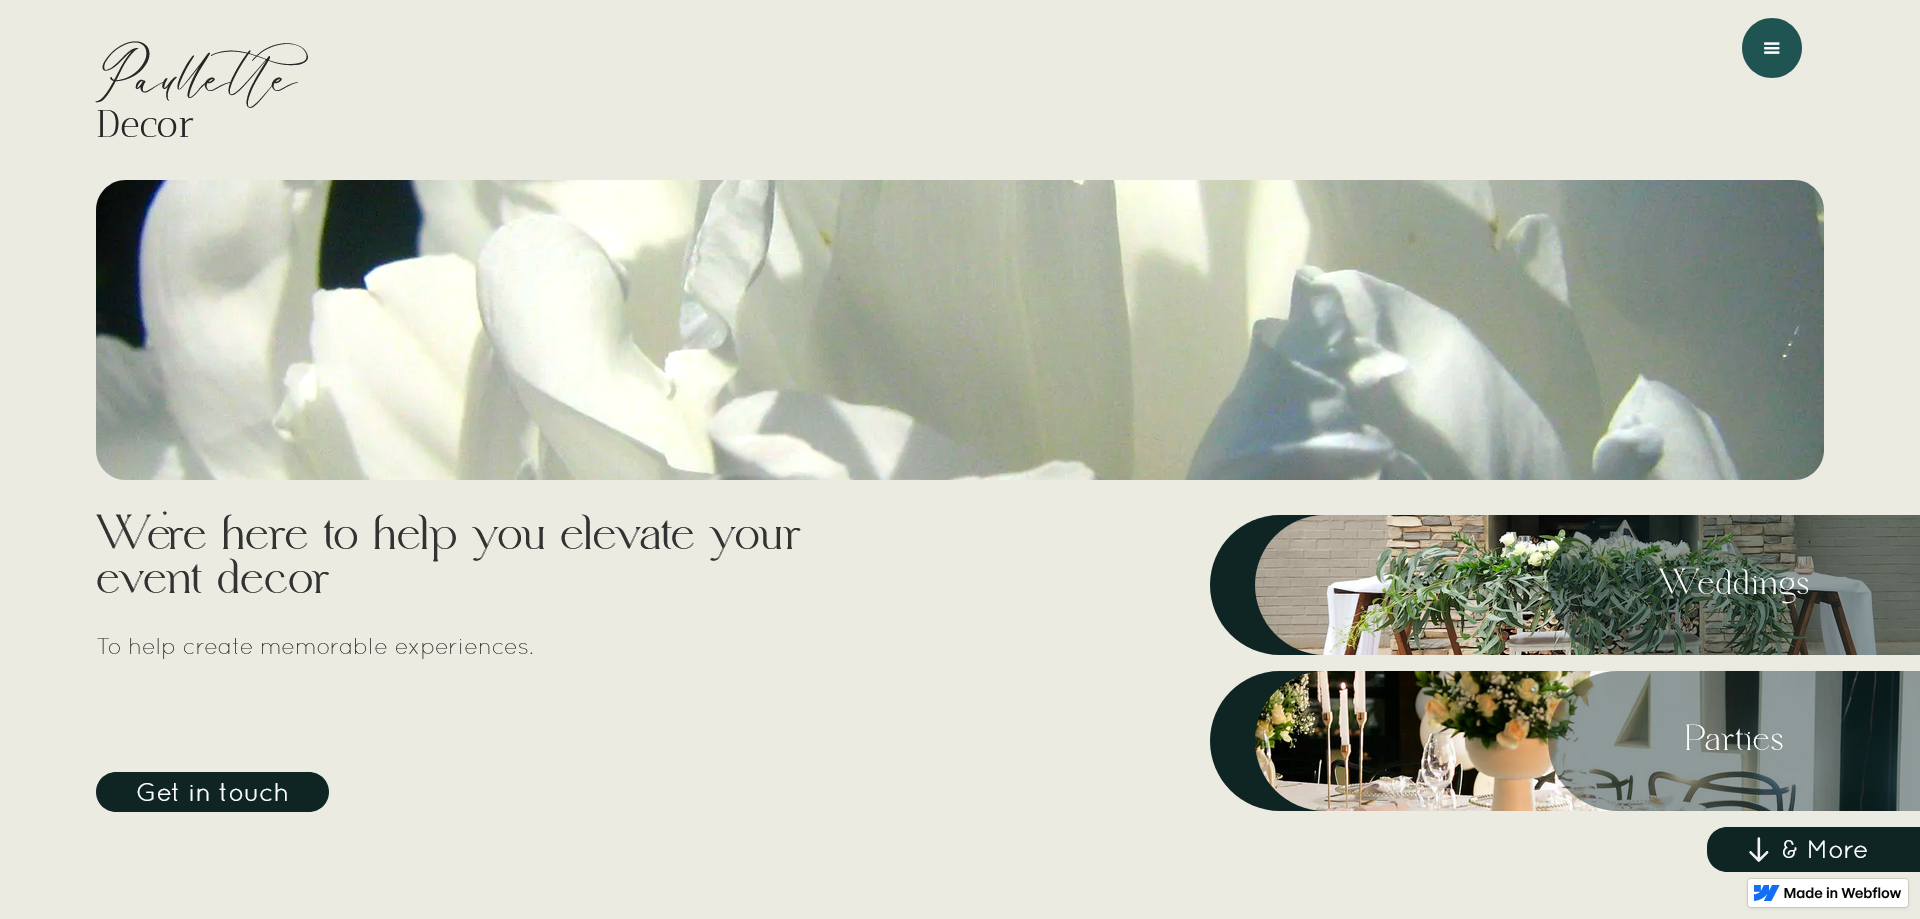 Paullette
Decor
We're here to help you elevate your
event decor
To help create memorable experiences.
Get in touch
Weddings
Parties
& More
Made in Webflow